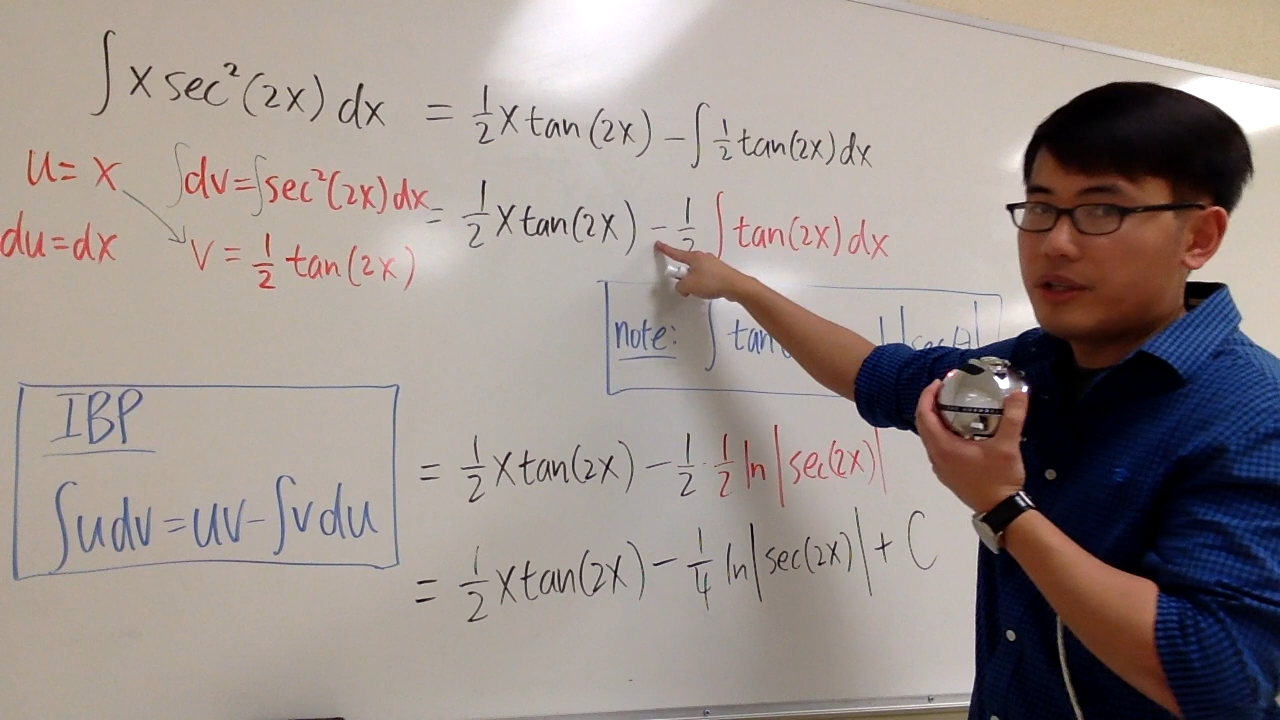 ∫ x sec²(2x) dx = 1/2 x tan(2x) − ∫ 1/2 tan(2x) dx
u = x ∫dv = ∫sec²(2x) dx
du = dx v = 1/2 tan(2x)
= 1/2 x tan(2x) − 1/2 ∫ tan(2x) dx
note: ∫ tan
IBP
∫u dv = uv − ∫v du
= 1/2 x tan(2x) − 1/2 · 1/2 ln|sec(2x)|
= 1/2 x tan(2x) − 1/4 ln|sec(2x)| + C